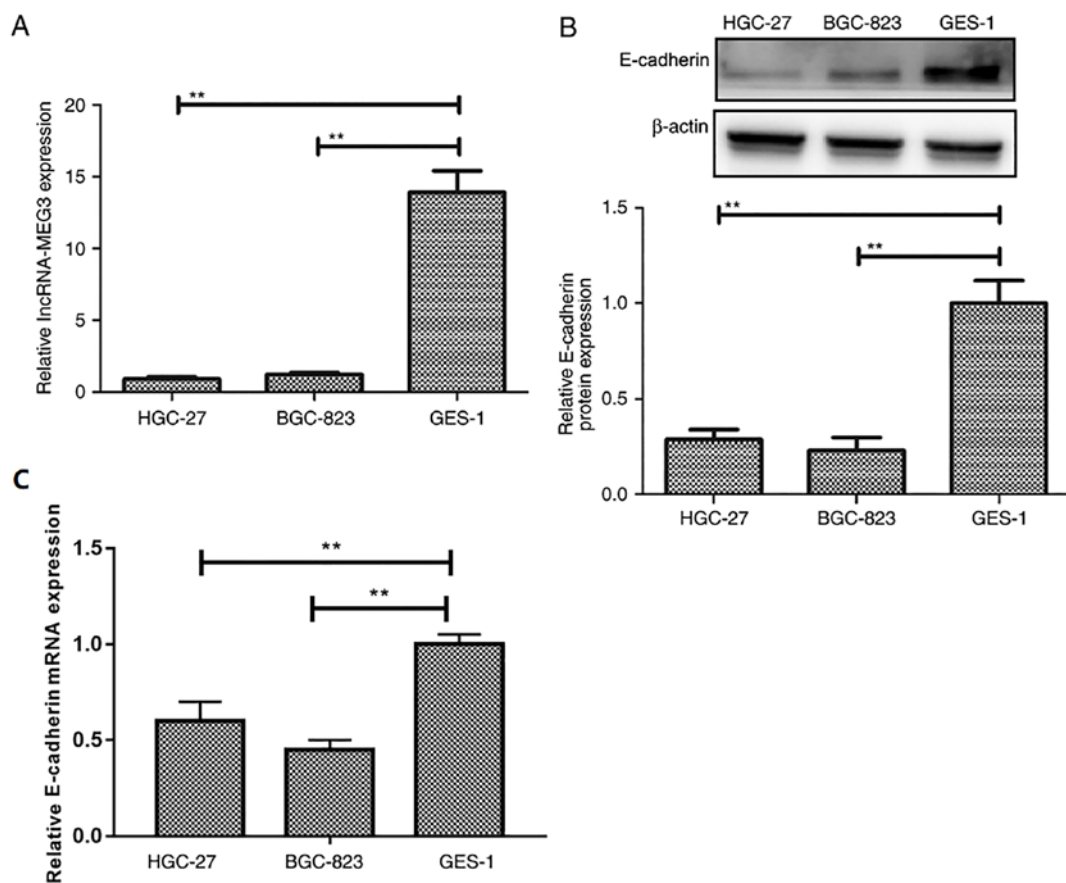 A
Relative lncRNA-MEG3 expression
20
15
10
5
0
**
**
HGC-27 BGC-823 GES-1
B
HGC-27 BGC-823 GES-1
E-cadherin
β-actin
Relative E-cadherin
protein expression
1.5
1.0
0.5
0.0
**
**
HGC-27 BGC-823 GES-1
C
Relative E-cadherin mRNA expression
1.5
1.0
0.5
0.0
**
**
HGC-27 BGC-823 GES-1